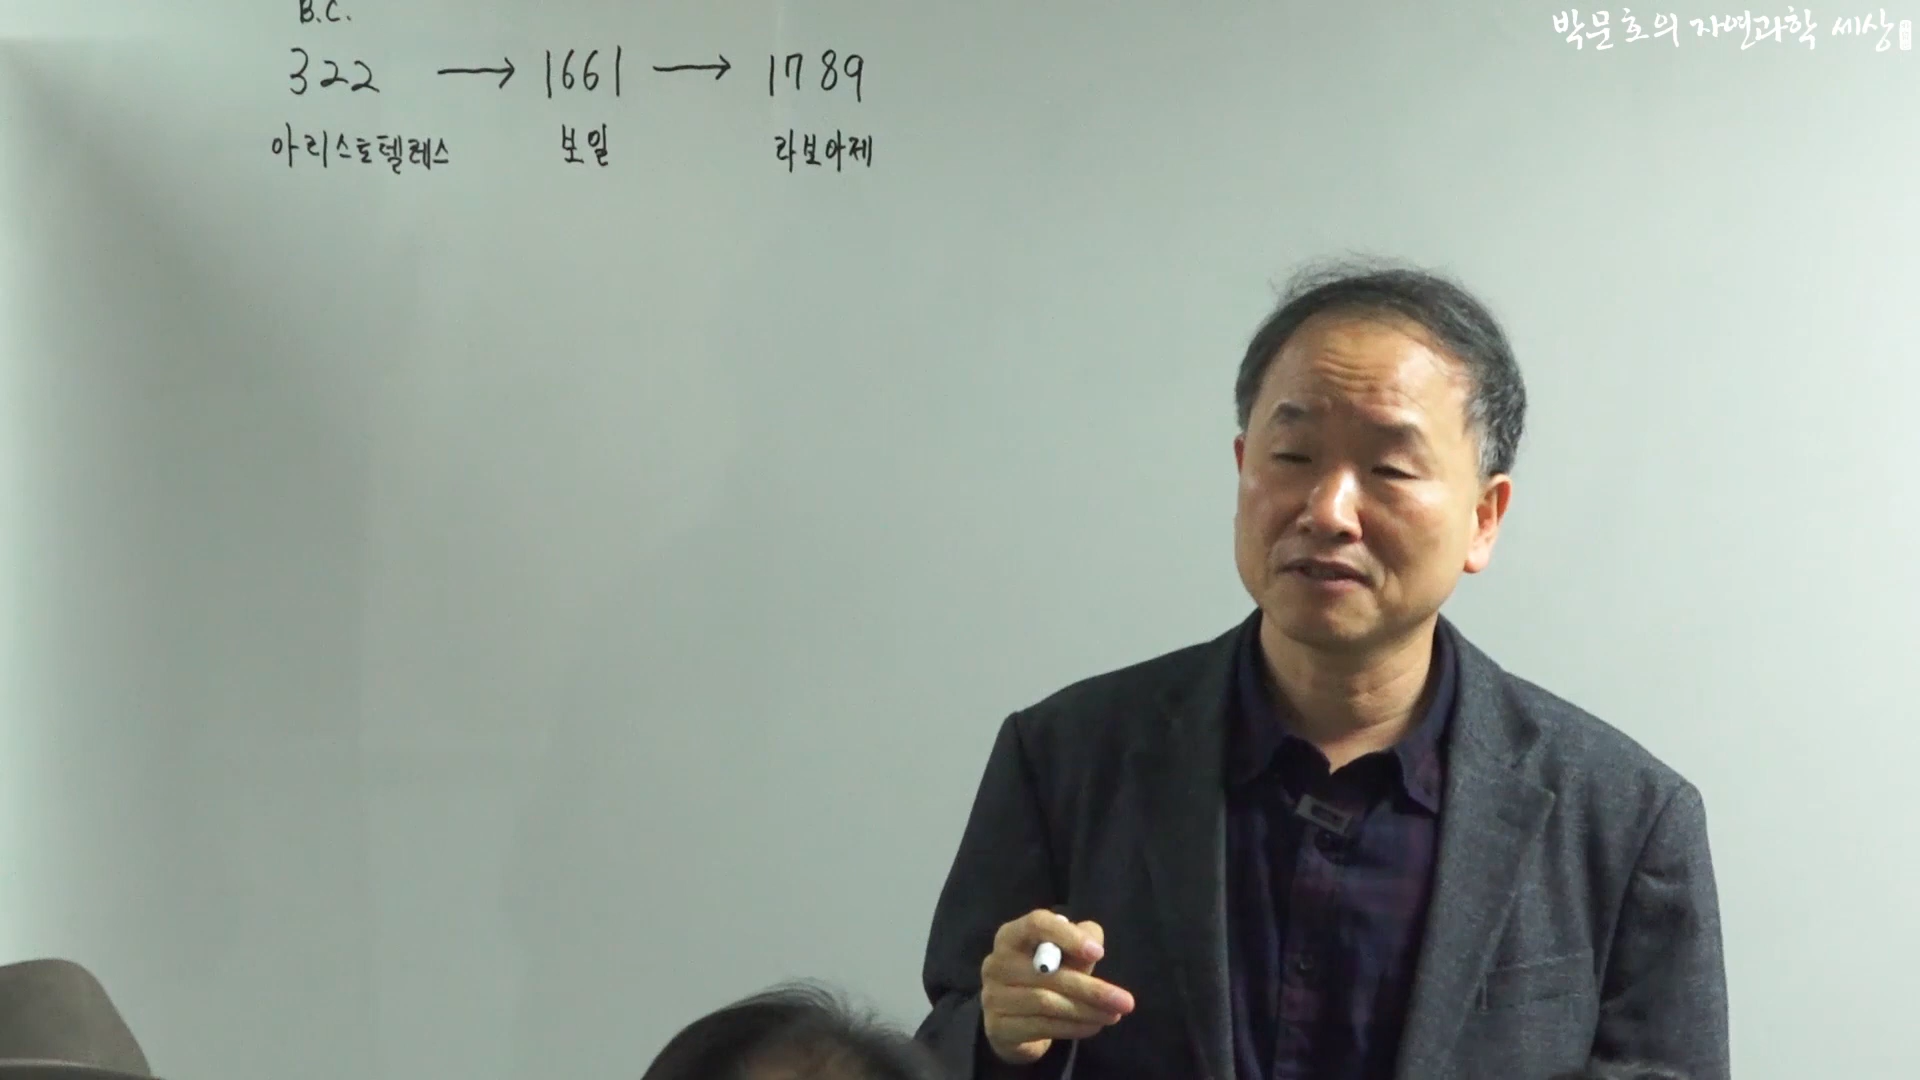 박문호의 자연과학 세상
B.C.
322 → 1661 → 1789
아리스토텔레스 보일 라보아제